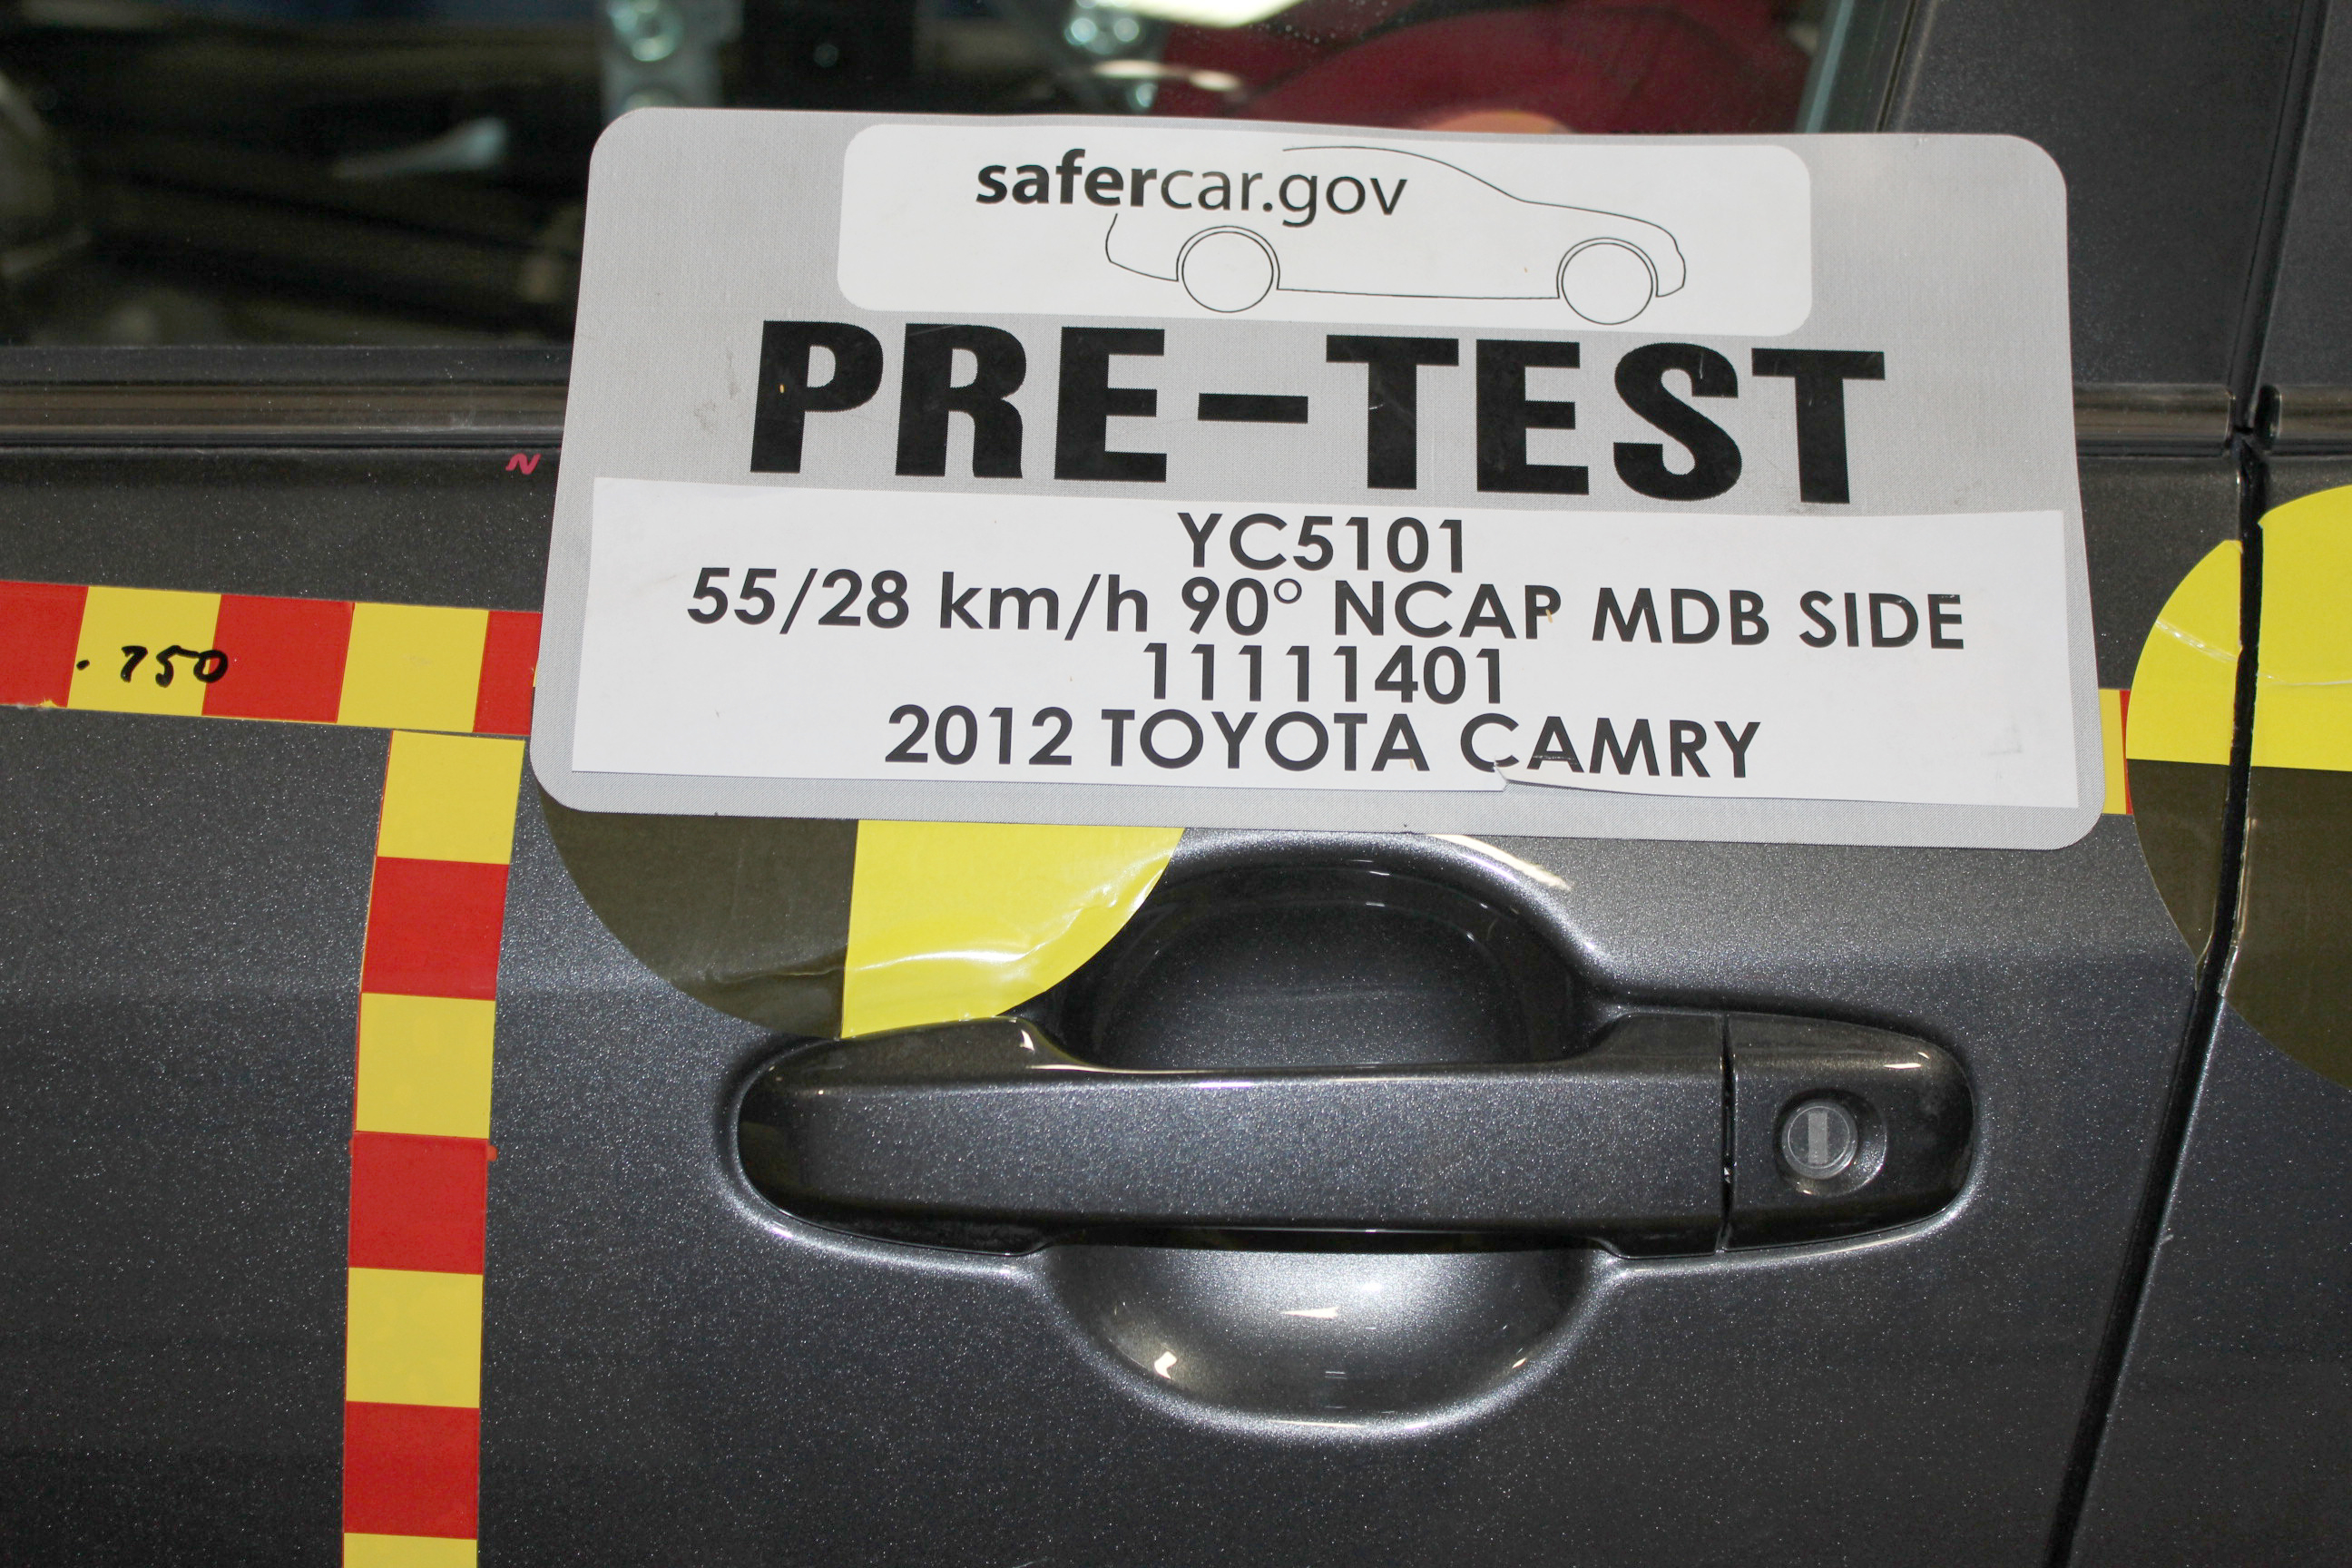 safercar.gov
PRE-TEST
YC5101
55/28 km/h 90° NCAP MDB SIDE
11111401
2012 TOYOTA CAMRY
N
.750